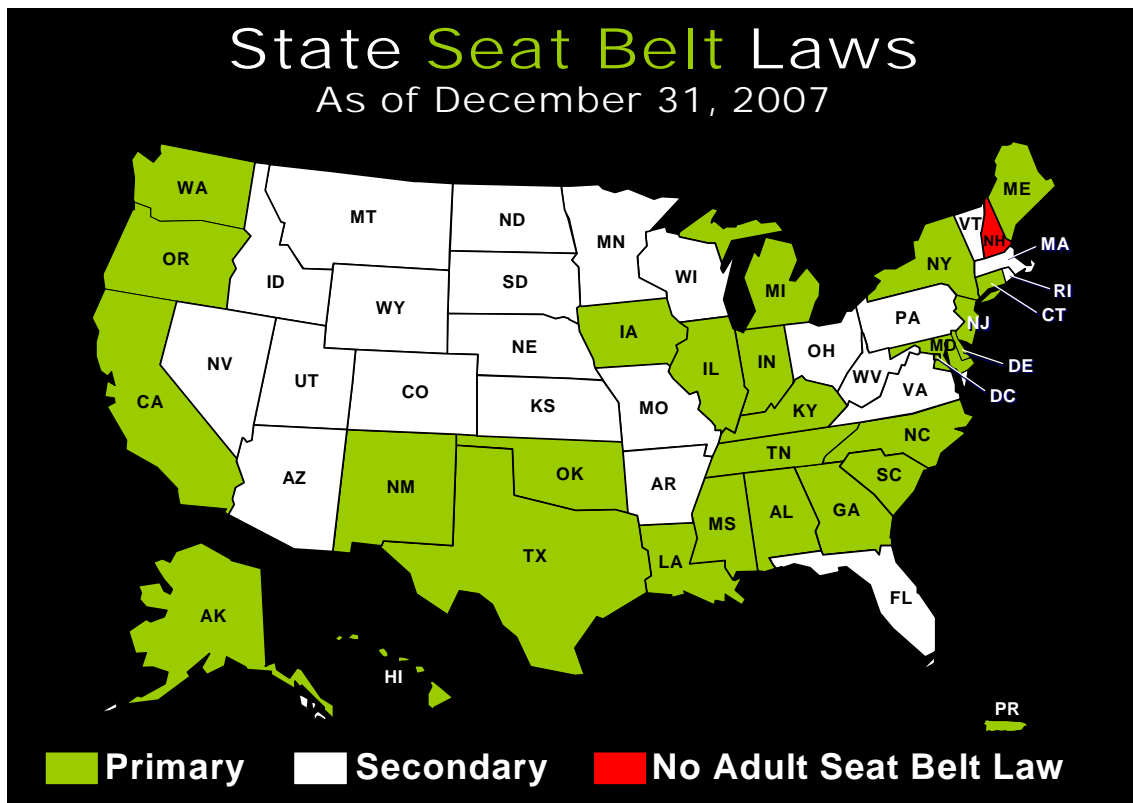 State Seat Belt Laws
As of December 31, 2007
WA
MT
ND
MN
VT
NH
ME
MA
OR
ID
SD
WI
MI
NY
RI
CT
WY
IA
PA
NJ
NV
UT
CO
NE
IL
IN
OH
MD
DE
WV
VA
DC
CA
KS
MO
KY
NC
AZ
NM
OK
AR
TN
SC
MS
AL
GA
TX
LA
FL
AK
HI
PR
Primary
Secondary
No Adult Seat Belt Law